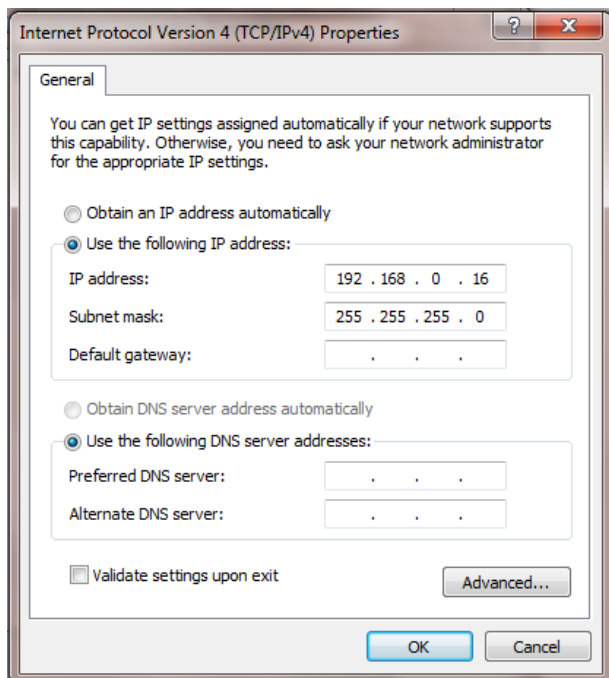 Internet Protocol Version 4 (TCP/IPv4) Properties
? X
General
You can get IP settings assigned automatically if your network supports
this capability. Otherwise, you need to ask your network administrator
for the appropriate IP settings.
Obtain an IP address automatically
Use the following IP address:
IP address: 192 . 168 . 0 . 16
Subnet mask: 255 . 255 . 255 . 0
Default gateway: . . .
Obtain DNS server address automatically
Use the following DNS server addresses:
Preferred DNS server: . . .
Alternate DNS server: . . .
Validate settings upon exit
Advanced...
OK Cancel